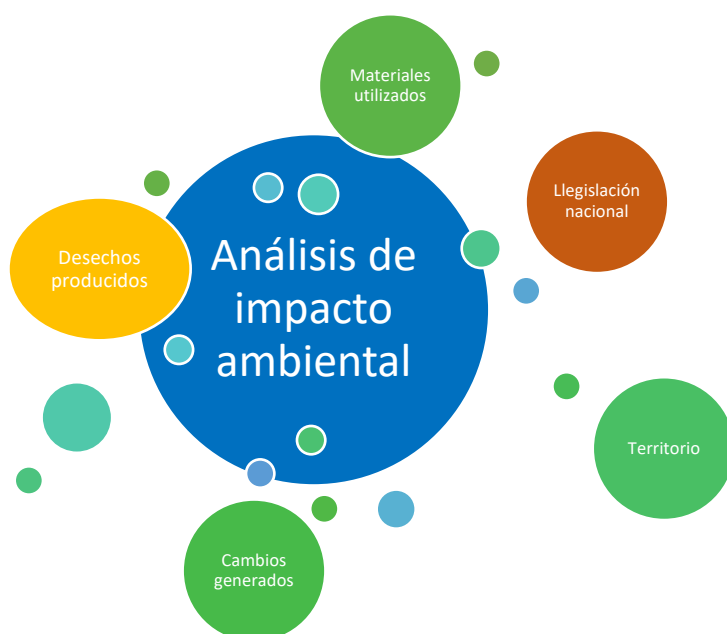 Materiales
utilizados
Llegislación
nacional
Desechos
producidos
Análisis de
impacto
ambiental
Territorio
Cambios
generados